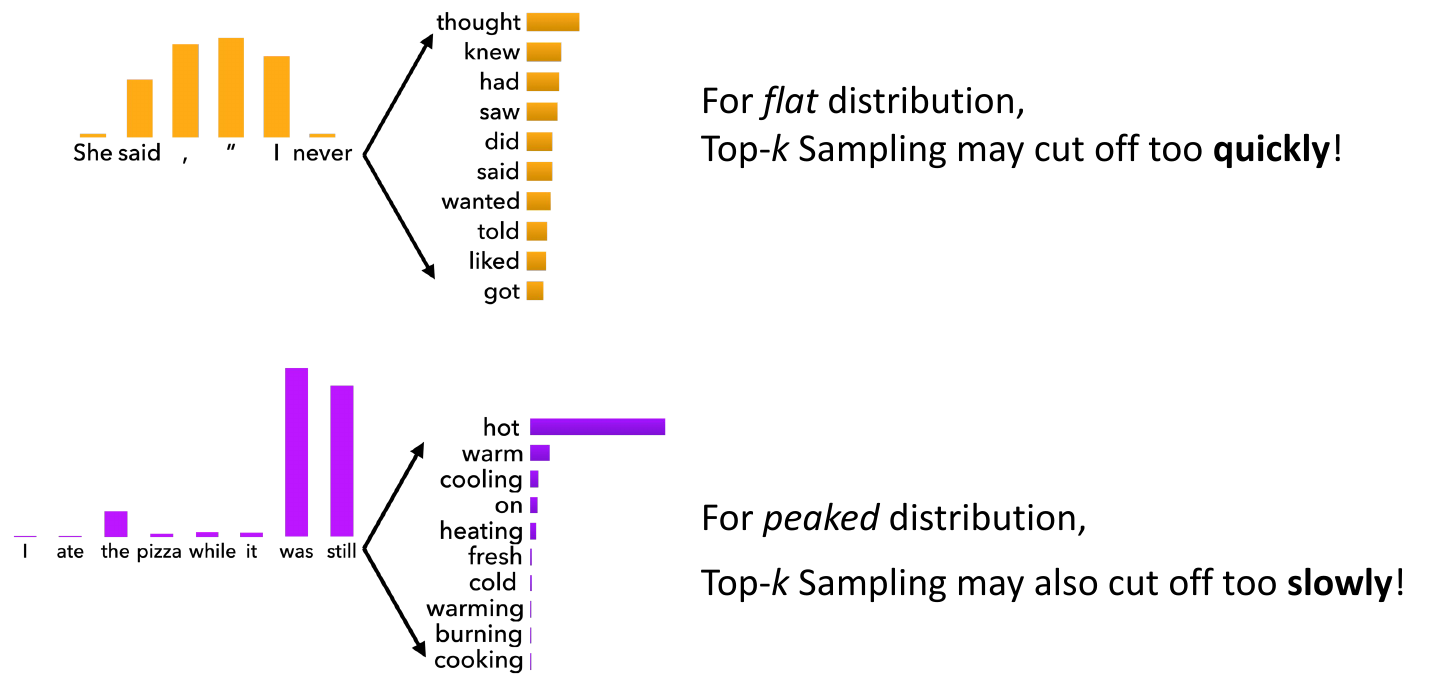 She said , ” I never
thought
knew
had
saw
did
said
wanted
told
liked
got
For flat distribution,
Top-k Sampling may cut off too quickly!
I ate the pizza while it was still
hot
warm
cooling
on
heating
fresh
cold
warming
burning
cooking
For peaked distribution,
Top-k Sampling may also cut off too slowly!